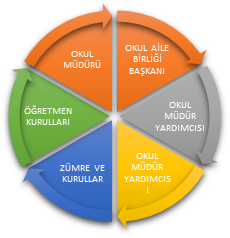 OKUL
MÜDÜRÜ
OKUL AİLE
BİRLİĞİ
BAŞKANI
OKUL
MÜDÜR
YARDIMCISI
OKUL
MÜDÜR
YARDIMCIS
I
ZÜMRE VE
KURULLAR
ÖĞRETMEN
KURULLARI